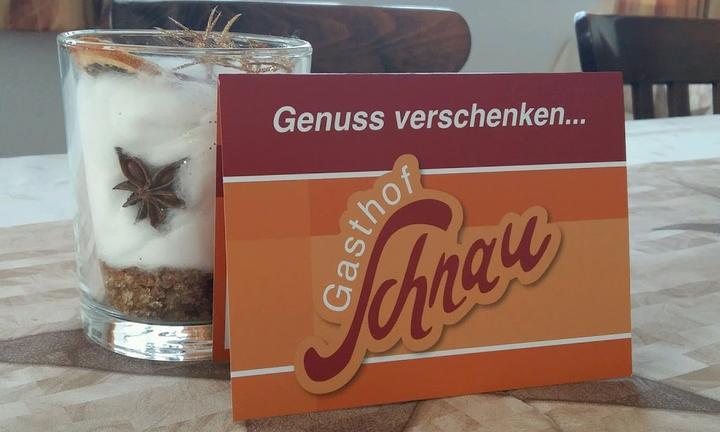 Genuss verschenken...
Gasthof
Schnau